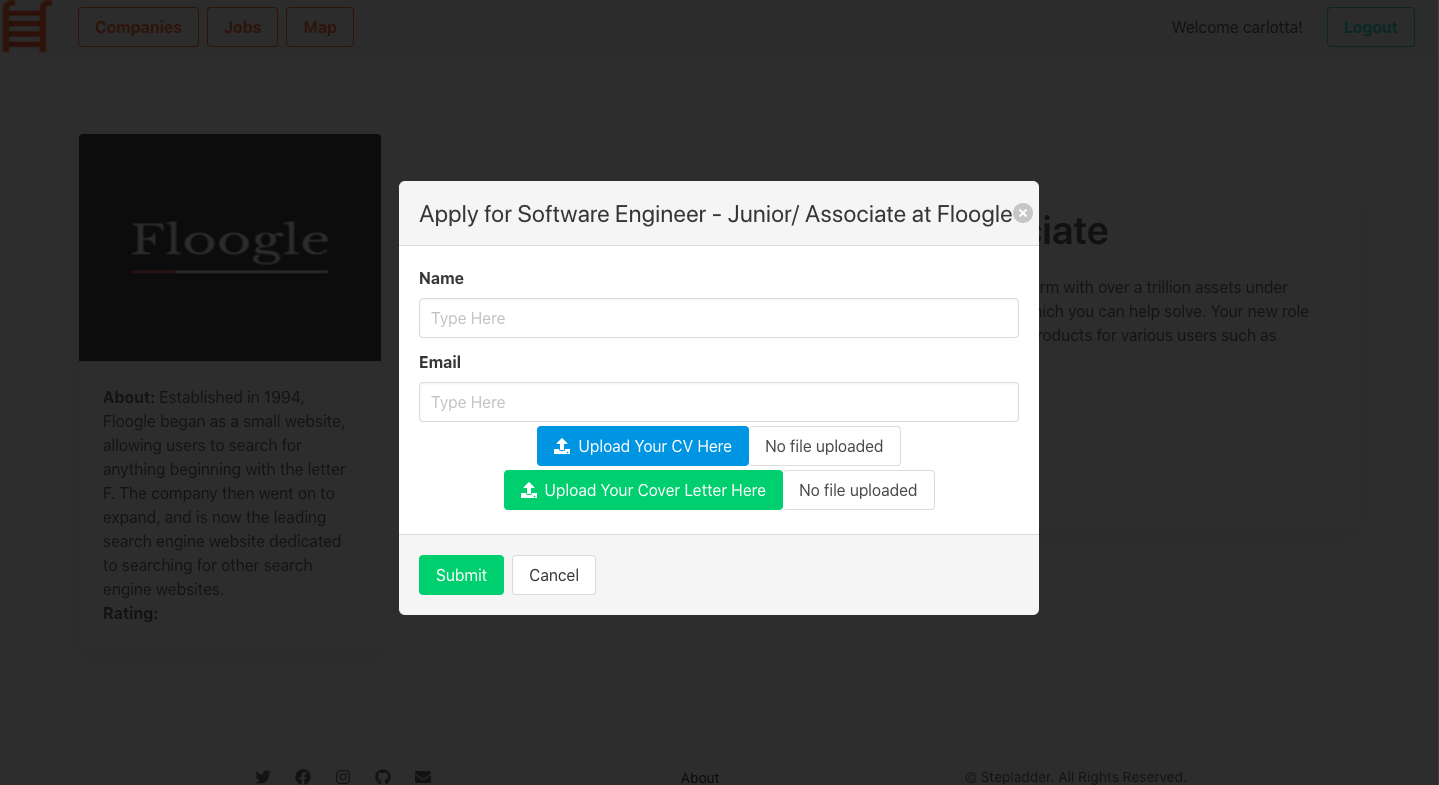 Companies Jobs Map Welcome carlotta! Logout
Floogle
Apply for Software Engineer - Junior/ Associate at Floogle
Name
Type Here
Email
Type Here
Upload Your CV Here No file uploaded
Upload Your Cover Letter Here No file uploaded
Submit Cancel
About: Established in 1994,
Floogle began as a small website,
allowing users to search for
anything beginning with the letter
F. The company then went on to
expand, and is now the leading
search engine website dedicated
to searching for other search
engine websites.
Rating:
ciate
rm with over a trillion assets under
ich you can help solve. Your new role
roducts for various users such as
About
© Stepladder. All Rights Reserved.